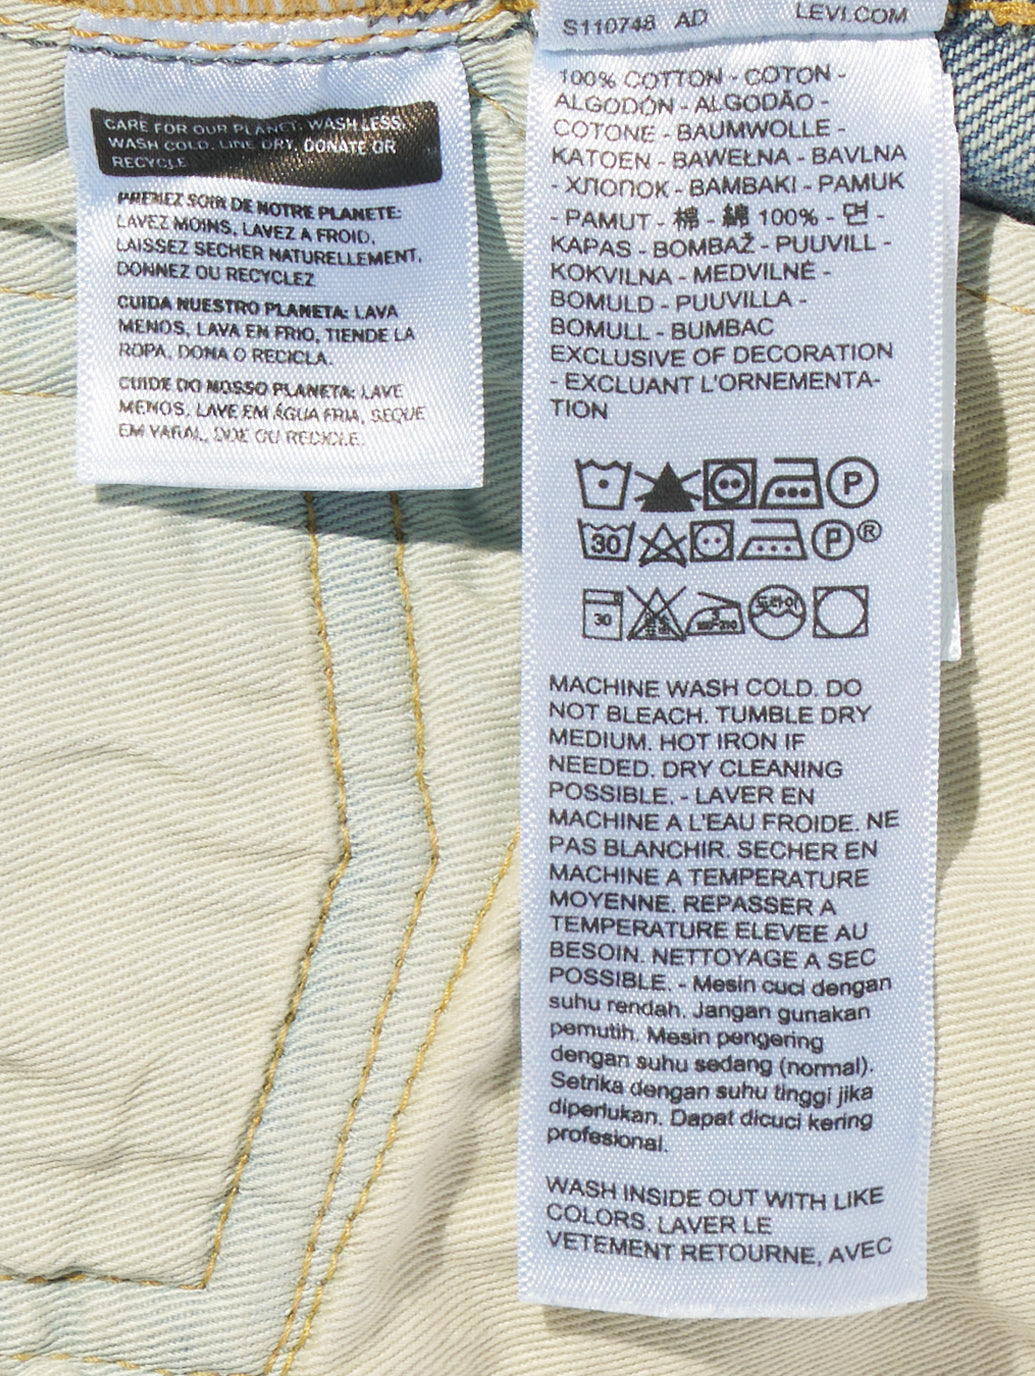 S110748 AD LEVI.COM
CARE FOR OUR PLANET: WASH LESS,
WASH COLD, LINE DRY, DONATE OR
RECYCLE
PRENEZ SOIN DE NOTRE PLANETE:
LAVEZ MOINS, LAVEZ A FROID,
LAISSEZ SECHER NATURELLEMENT,
DONNEZ OU RECYCLEZ
CUIDA NUESTRO PLANETA: LAVA
MENOS, LAVA EN FRIO, TIENDE LA
ROPA, DONA O RECICLA.
CUIDE DO NOSSO PLANETA: LAVE
MENOS, LAVE EM ÁGUA FRIA, SEQUE
EM VARAL, DOE OU RECICLE.
100% COTTON - COTON -
ALGODÓN - ALGODÃO -
COTONE - BAUMWOLLE -
KATOEN - BAWEŁNA - BAVLNA
- ХЛОПОК - BAMBAKI - PAMUK
- PAMUT - 棉 - 綿 100% - 면 -
KAPAS - BOMBAŽ - PUUVILL -
KOKVILNA - MEDVILNĖ -
BOMULD - PUUVILLA -
BOMULL - BUMBAC
EXCLUSIVE OF DECORATION
- EXCLUANT L'ORNEMENTA-
TION
P
30 P®
30 드라이
MACHINE WASH COLD. DO
NOT BLEACH. TUMBLE DRY
MEDIUM. HOT IRON IF
NEEDED. DRY CLEANING
POSSIBLE. - LAVER EN
MACHINE A L'EAU FROIDE. NE
PAS BLANCHIR. SECHER EN
MACHINE A TEMPERATURE
MOYENNE. REPASSER A
TEMPERATURE ELEVEE AU
BESOIN. NETTOYAGE A SEC
POSSIBLE. - Mesin cuci dengan
suhu rendah. Jangan gunakan
pemutih. Mesin pengering
dengan suhu sedang (normal).
Setrika dengan suhu tinggi jika
diperlukan. Dapat dicuci kering
profesional.
WASH INSIDE OUT WITH LIKE
COLORS. LAVER LE
VETEMENT RETOURNE, AVEC